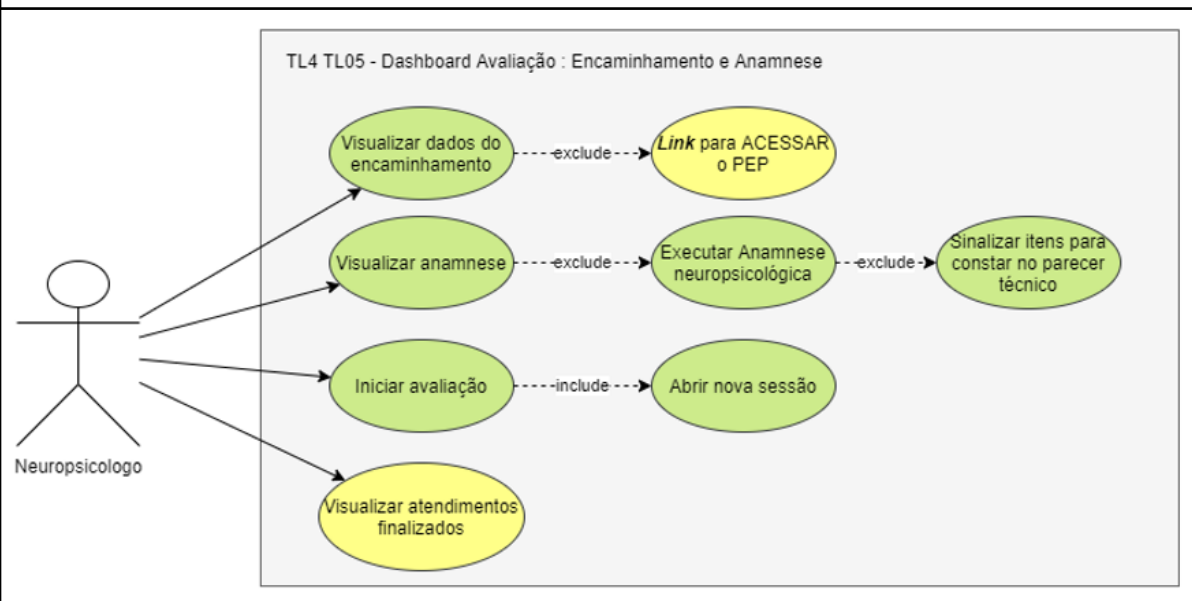 TL4 TL05 - Dashboard Avaliação : Encaminhamento e Anamnese
Visualizar dados do
encaminhamento
exclude
Link para ACESSAR
o PEP
Visualizar anamnese
exclude
Executar Anamnese
neuropsicológica
exclude
Sinalizar itens para
constar no parecer
técnico
Iniciar avaliação
include
Abrir nova sessão
Neuropsicologo
Visualizar atendimentos
finalizados